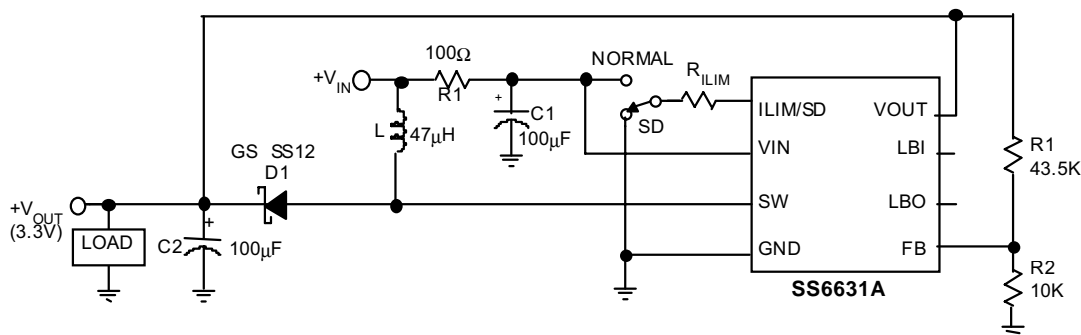 100Ω
R1
NORMAL
+VIN
RILIM
ILIM/SD
VOUT
+
C1
100µF
SD
L
47µH
VIN
LBI
R1
43.5K
GS SS12
D1
+VOUT
(3.3V)
SW
LBO
LOAD
+
C2
100µF
GND
FB
R2
10K
SS6631A